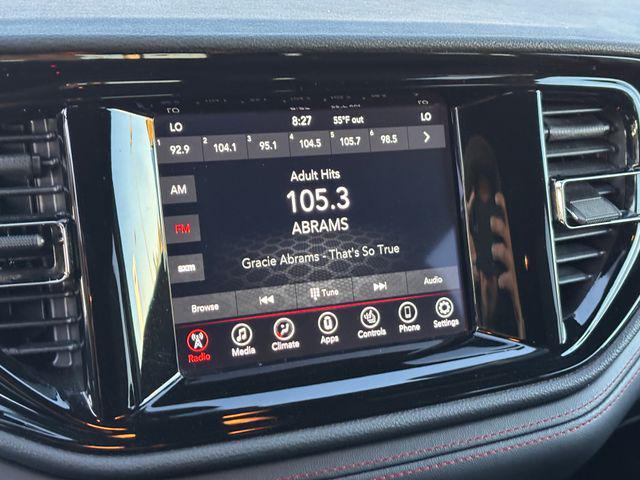 LO 8:27 55°F out LO
1 92.9 2 104.1 3 95.1 4 104.5 5 105.7 6 98.5
AM
FM
sxm
Adult Hits
105.3
ABRAMS
Gracie Abrams - That's So True
Browse Tune Audio
Radio Media Climate Apps Controls Phone Settings